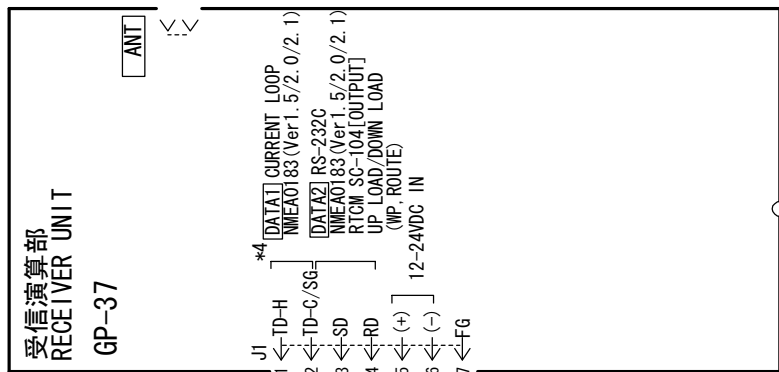 受信演算部
RECEIVER UNIT
GP-37
ANT
*4
DATA1 CURRENT LOOP
NMEA0183(Ver1.5/2.0/2.1)
DATA2 RS-232C
NMEA0183(Ver1.5/2.0/2.1)
RTCM SC-104[OUTPUT]
UP LOAD/DOWN LOAD
(WP,ROUTE)
12-24VDC IN
J1
1 TD-H
2 TD-C/SG
3 SD
4 RD
5 (+)
6 (-)
7 FG